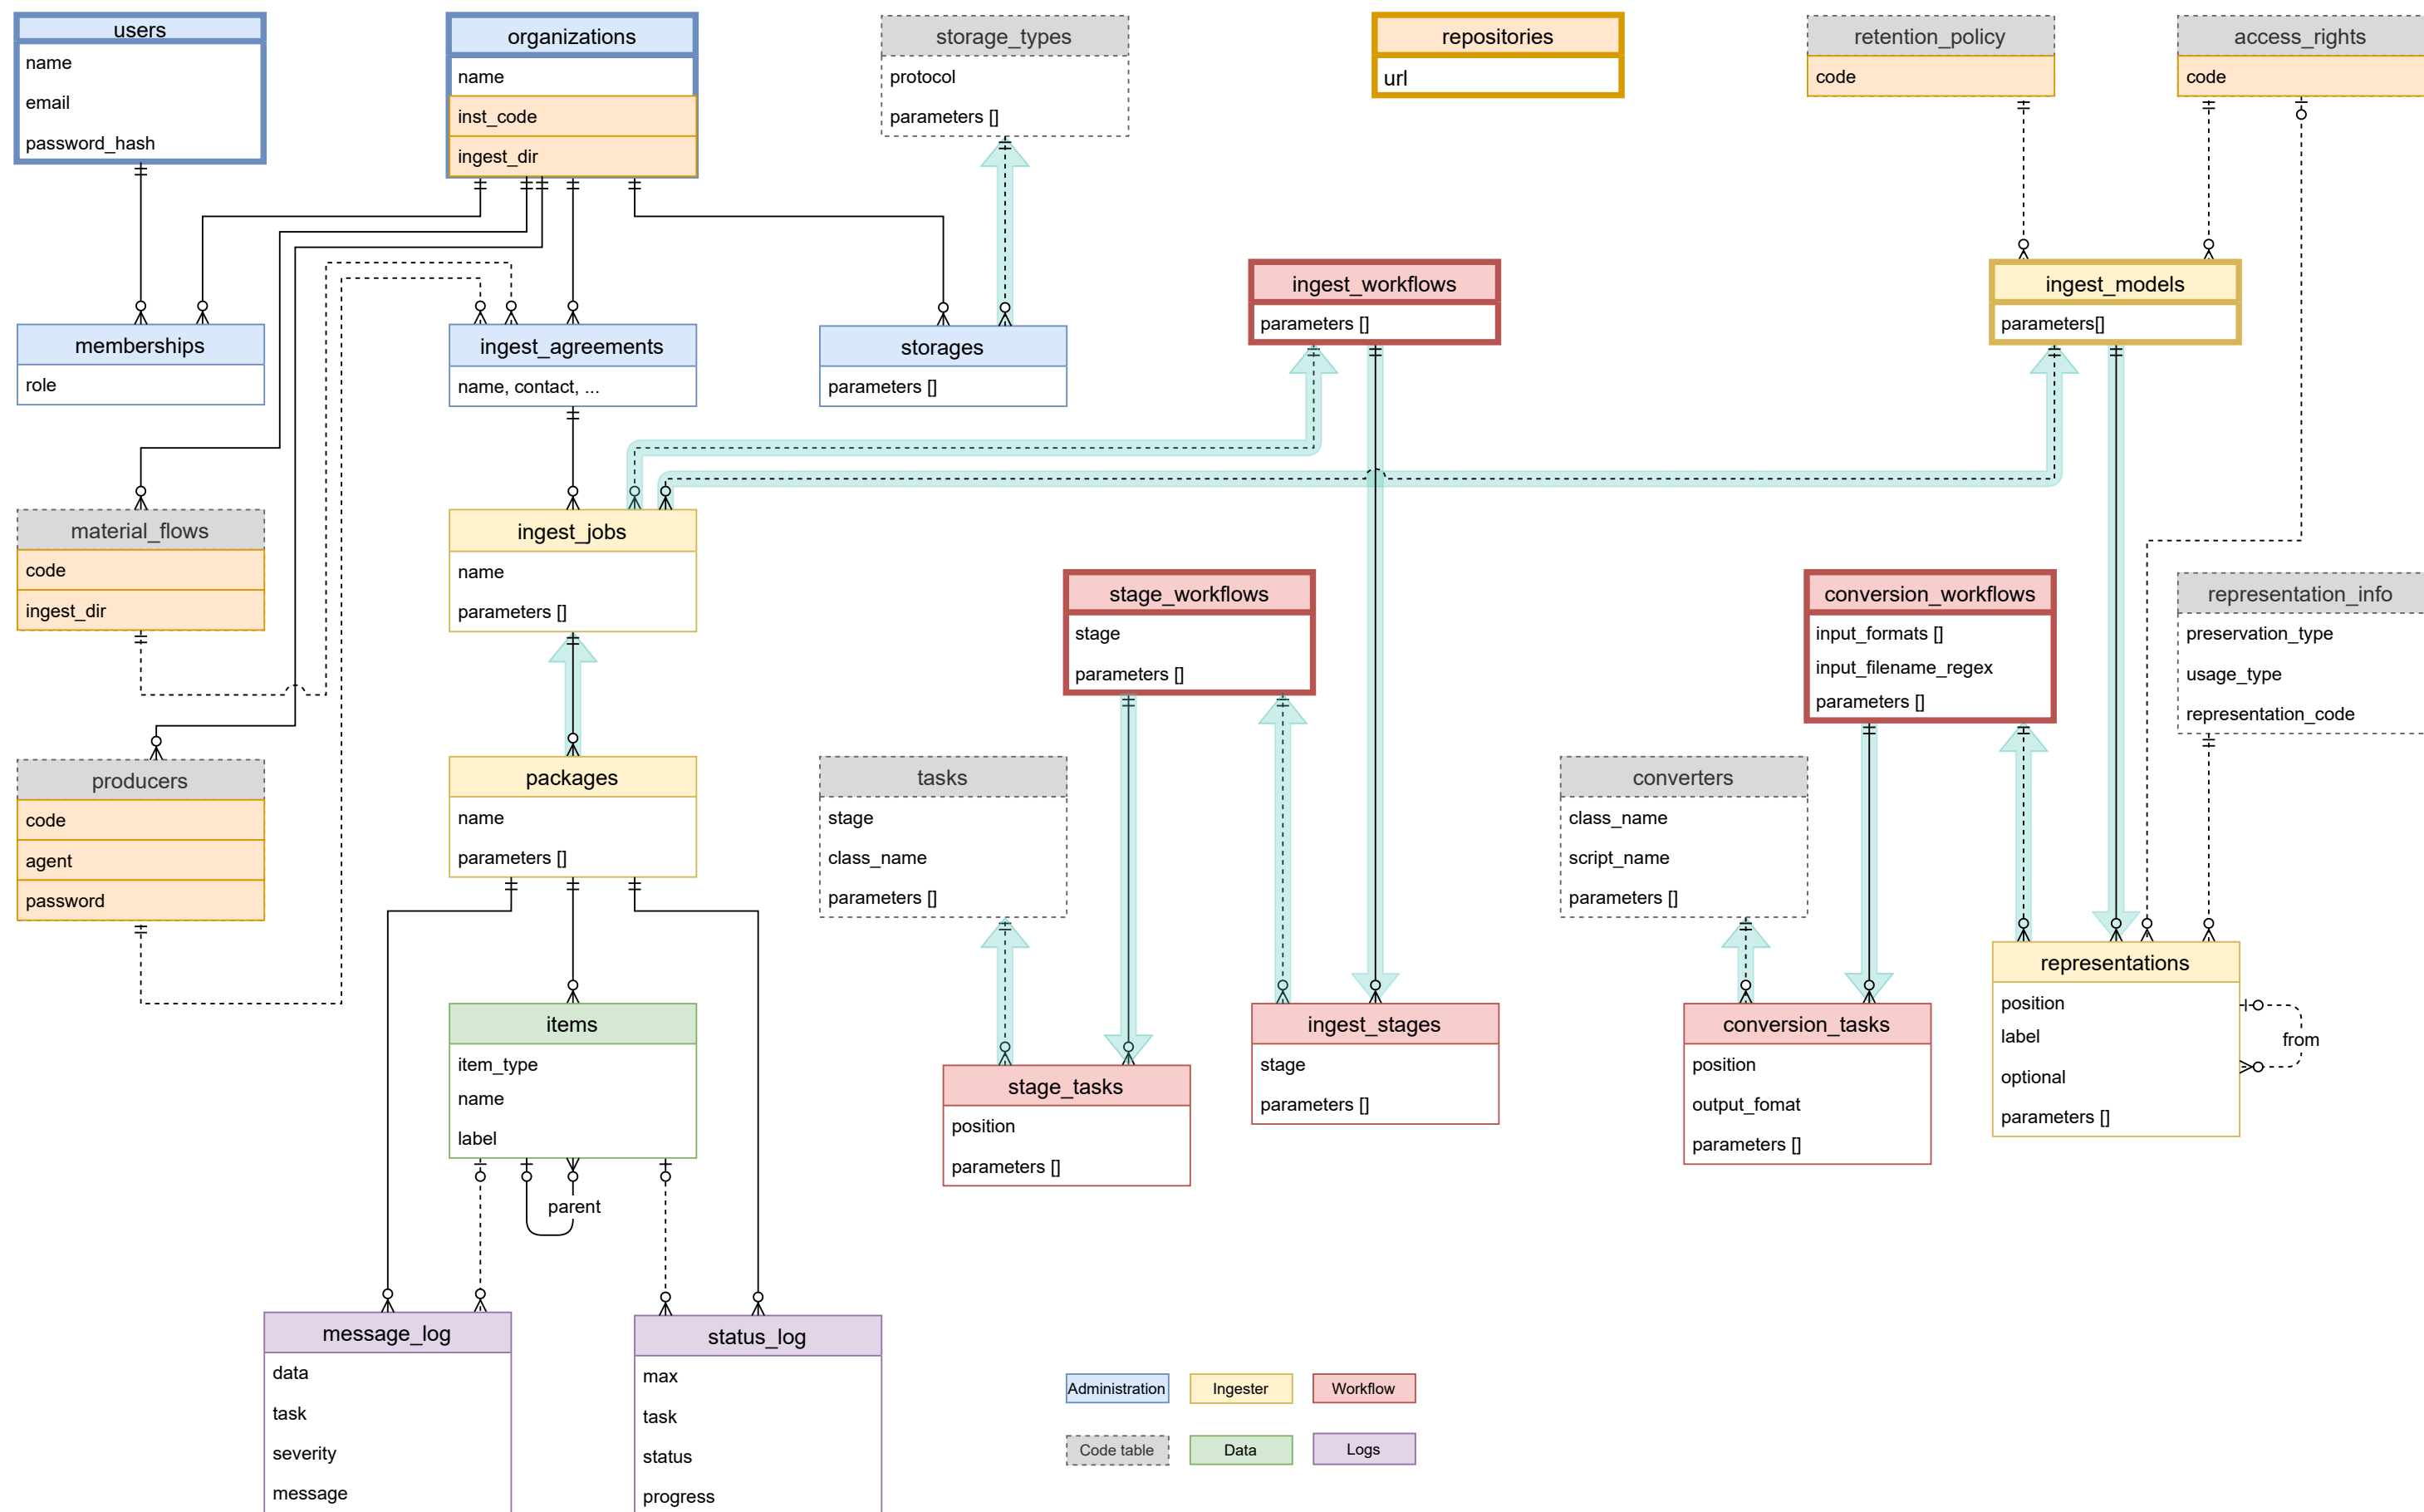 users
name
email
password_hash
organizations
name
inst_code
ingest_dir
storage_types
protocol
parameters []
repositories
url
retention_policy
code
access_rights
code
memberships
role
ingest_agreements
name, contact, ...
storages
parameters []
ingest_workflows
parameters []
ingest_models
parameters[]
material_flows
code
ingest_dir
ingest_jobs
name
parameters []
stage_workflows
stage
parameters []
conversion_workflows
input_formats []
input_filename_regex
parameters []
representation_info
preservation_type
usage_type
representation_code
producers
code
agent
password
packages
name
parameters []
tasks
stage
class_name
parameters []
converters
class_name
script_name
parameters []
representations
position
label
optional
parameters []
from
items
item_type
name
label
parent
stage_tasks
position
parameters []
ingest_stages
stage
parameters []
conversion_tasks
position
output_fomat
parameters []
message_log
data
task
severity
message
status_log
max
task
status
progress
Administration
Ingester
Workflow
Code table
Data
Logs